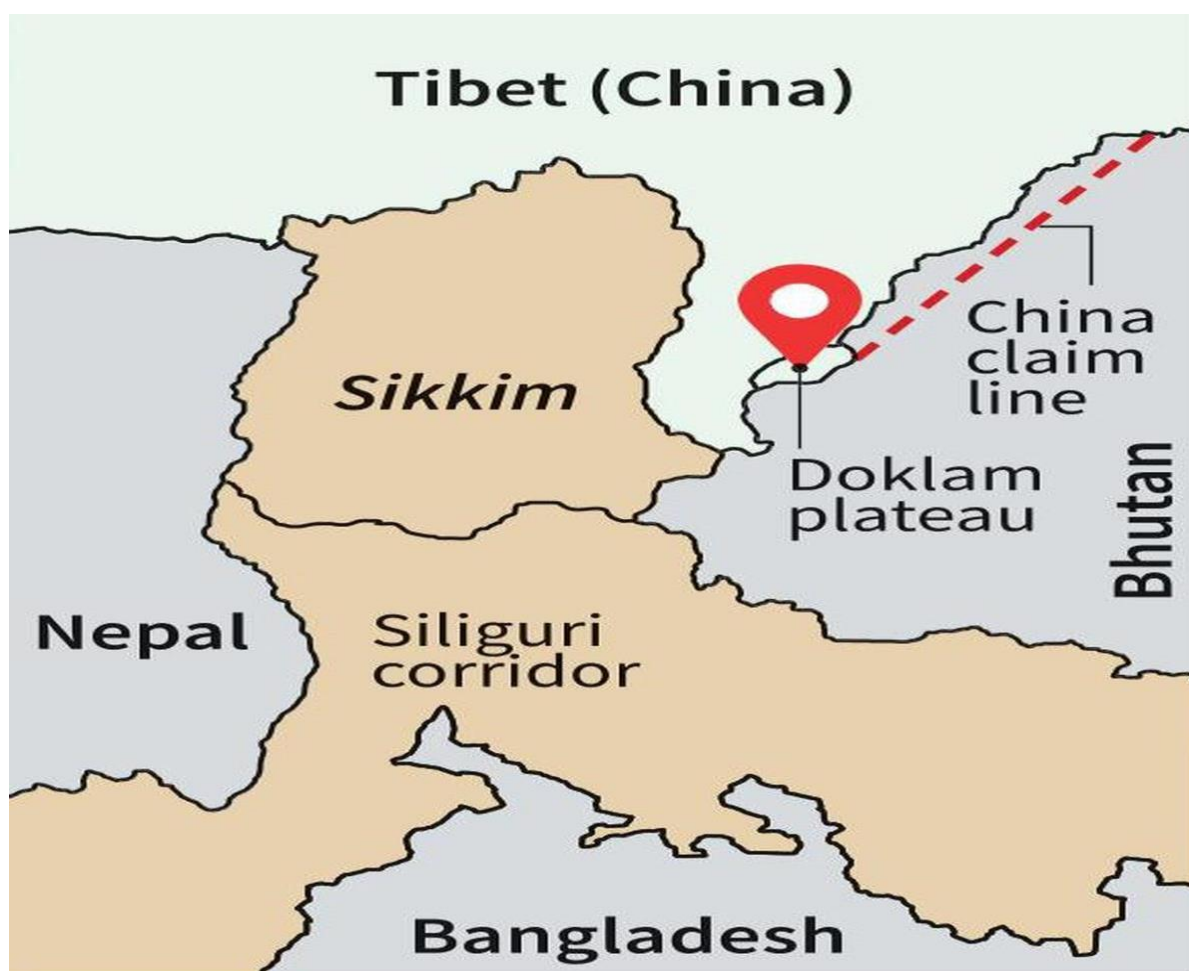 Tibet (China)
Sikkim
China
claim
line
Doklam
plateau
Bhutan
Nepal
Siliguri
corridor
Bangladesh